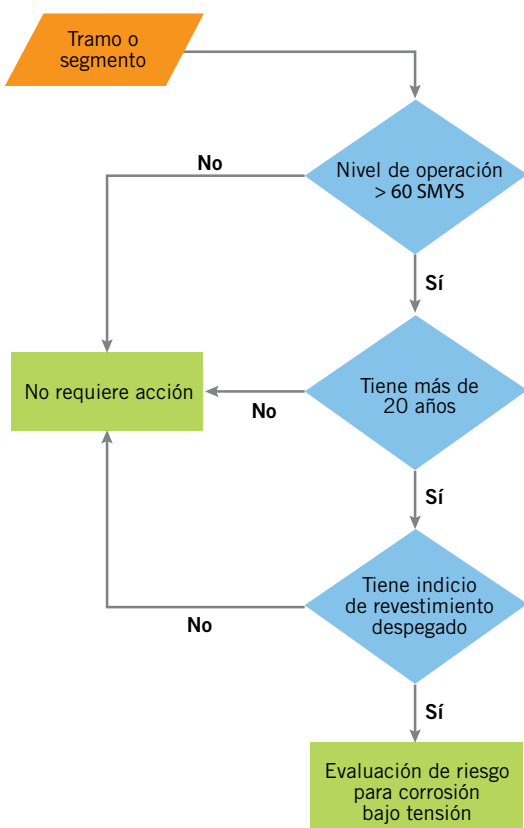 Tramo o
segmento
No
Nivel de operación
> 60 SMYS
Sí
No requiere acción
No
Tiene más de
20 años
Sí
No
Tiene indicio
de revestimiento
despegado
Sí
Evaluación de riesgo
para corrosión
bajo tensión